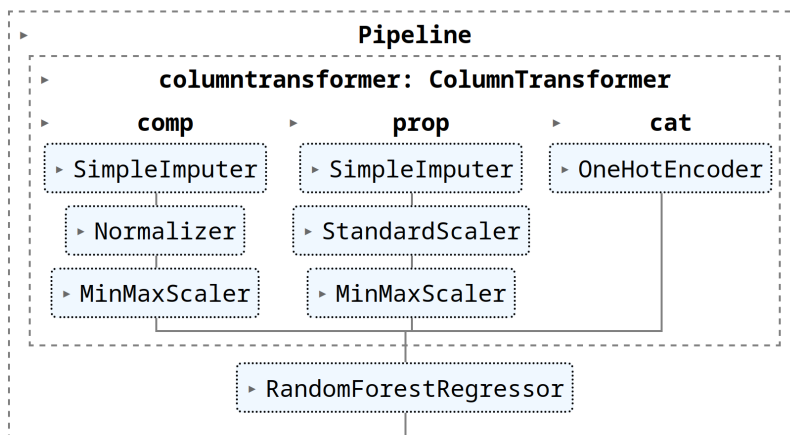 Pipeline
columntransformer: ColumnTransformer
comp prop cat
SimpleImputer SimpleImputer OneHotEncoder
Normalizer StandardScaler
MinMaxScaler MinMaxScaler
RandomForestRegressor